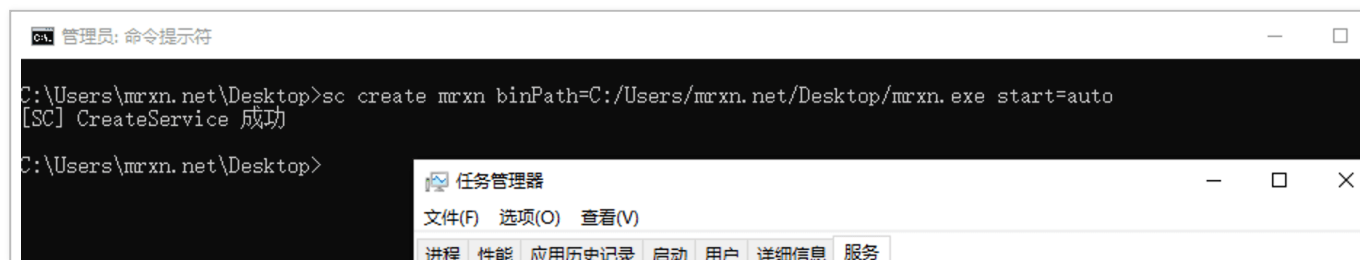 管理员: 命令提示符
C:\Users\mrxn.net\Desktop>sc create mrxn binPath=C:/Users/mrxn.net/Desktop/mrxn.exe start=auto
[SC] CreateService 成功
C:\Users\mrxn.net\Desktop>
任务管理器
文件(F) 选项(O) 查看(V)
进程 性能 应用历史记录 启动 用户 详细信息 服务